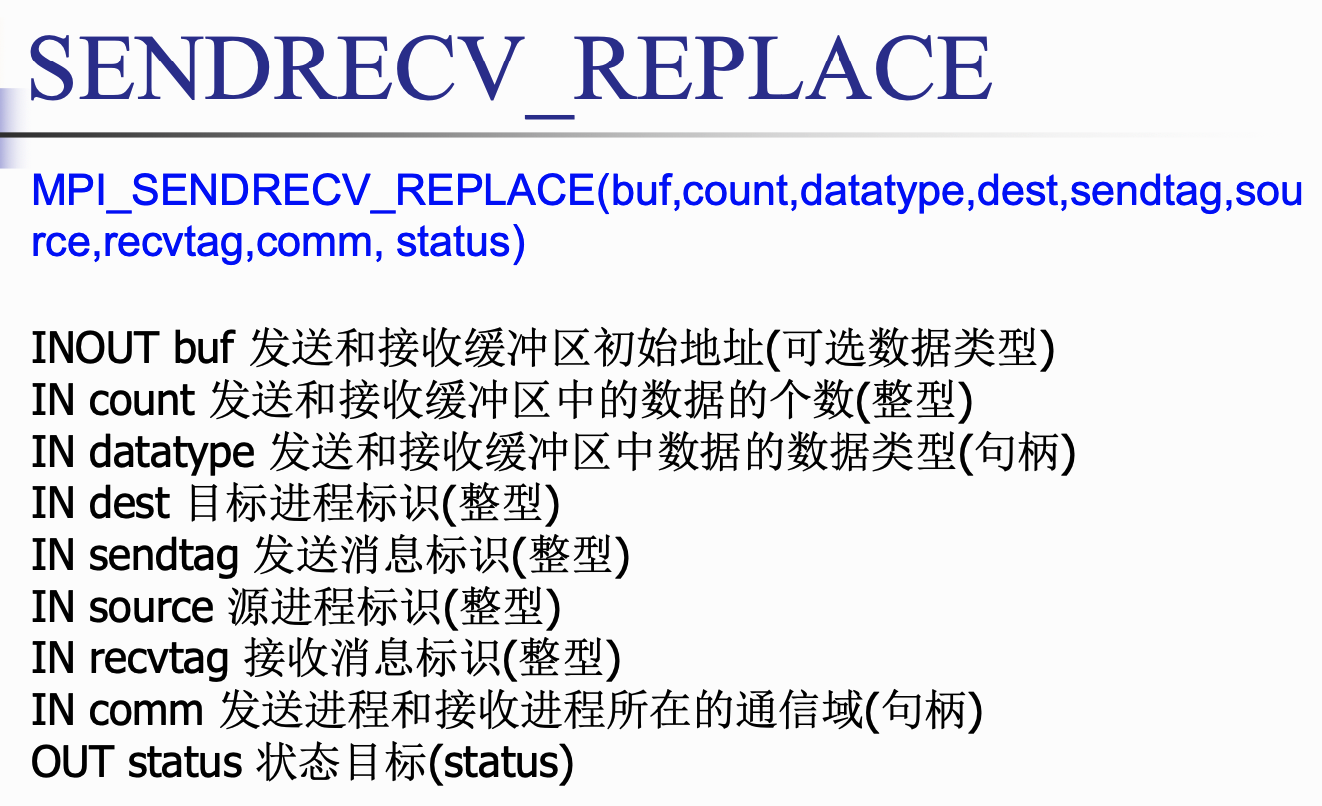 SENDRECV_REPLACE
MPI_SENDRECV_REPLACE(buf,count,datatype,dest,sendtag,sou
rce,recvtag,comm, status)
INOUT buf 发送和接收缓冲区初始地址(可选数据类型)
IN count 发送和接收缓冲区中的数据的个数(整型)
IN datatype 发送和接收缓冲区中数据的数据类型(句柄)
IN dest 目标进程标识(整型)
IN sendtag 发送消息标识(整型)
IN source 源进程标识(整型)
IN recvtag 接收消息标识(整型)
IN comm 发送进程和接收进程所在的通信域(句柄)
OUT status 状态目标(status)